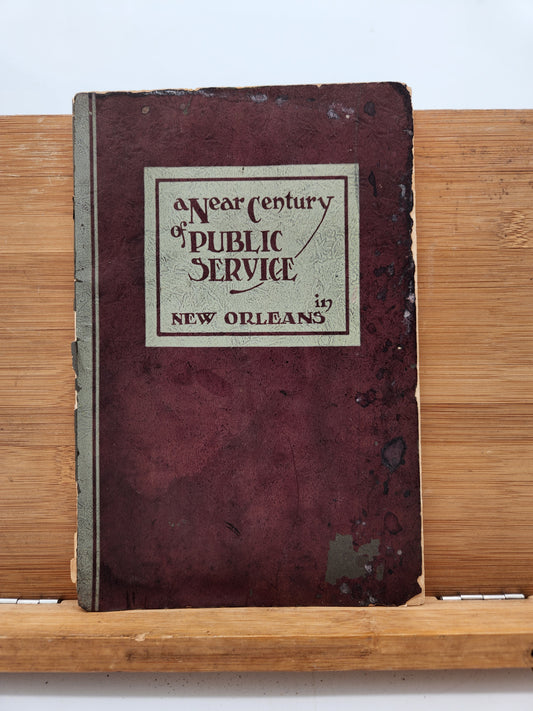 a Near Century
of PUBLIC
SERVICE
in
NEW ORLEANS